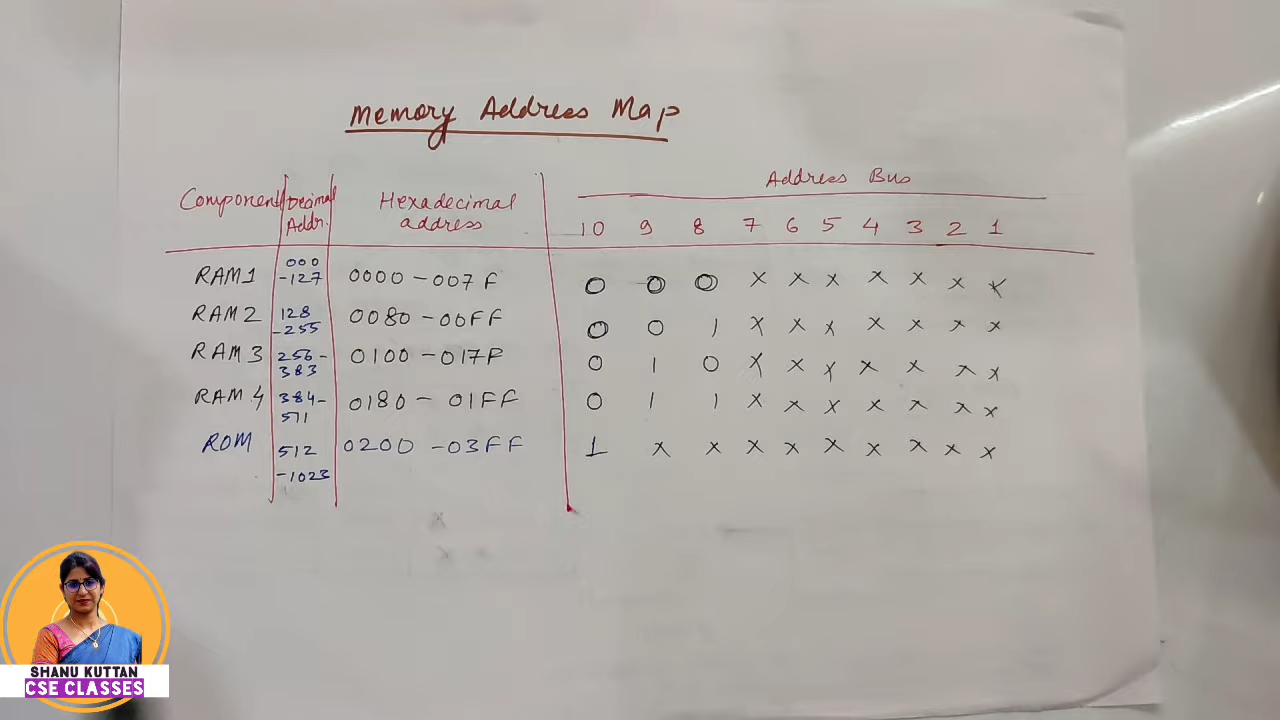 Memory Address Map
Address Bus
Component Decimal Addr. Hexadecimal address 10 9 8 7 6 5 4 3 2 1
RAM1 000 -127 0000 - 007F 0 0 0 x x x x x x x
RAM2 128 -255 0080 - 00FF 0 0 1 x x x x x x x
RAM3 256 - 383 0100 - 017F 0 1 0 x x x x x x x
RAM4 384 - 511 0180 - 01FF 0 1 1 x x x x x x x
ROM 512 -1023 0200 - 03FF 1 x x x x x x x x x
SHANU KUTTAN
CSE CLASSES